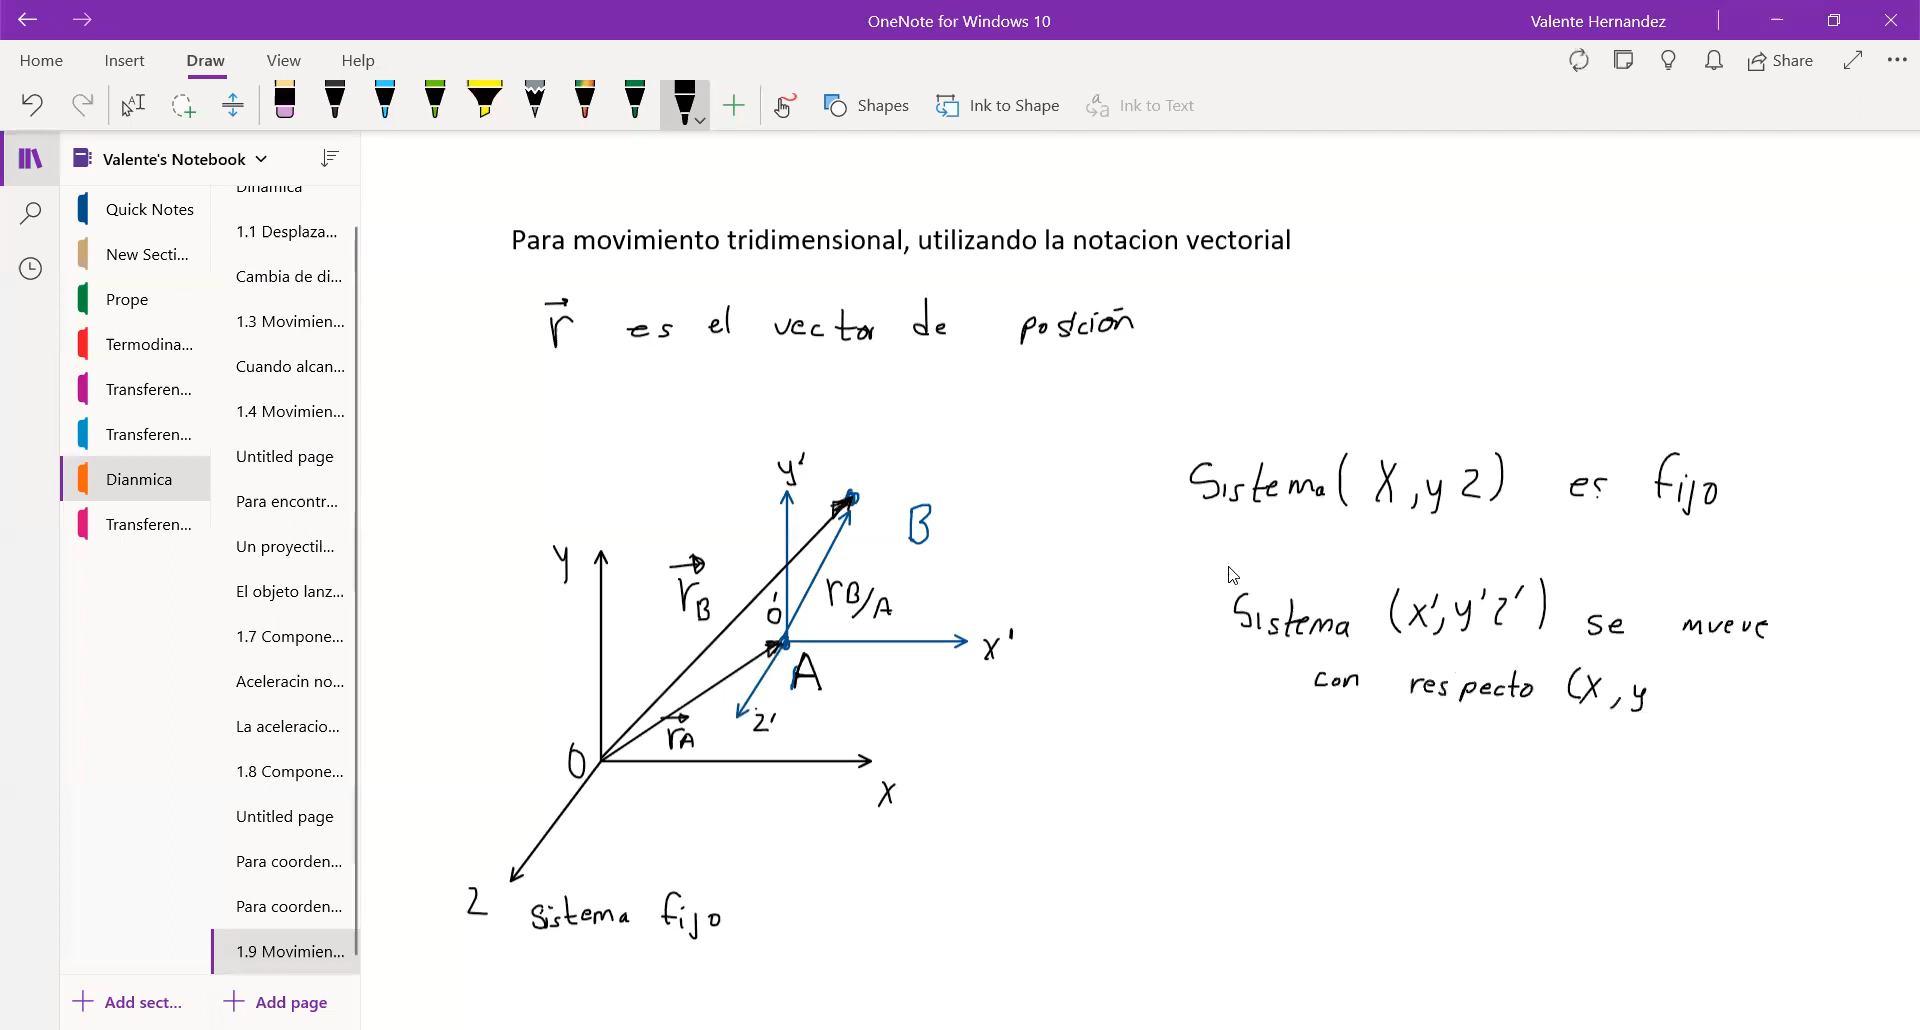 OneNote for Windows 10
Valente Hernandez
Home Insert Draw View Help
Share
Shapes Ink to Shape Ink to Text
Valente's Notebook
Quick Notes
New Secti...
Prope
Termodina...
Transferen...
Transferen...
Dianmica
Transferen...
Dinamica
1.1 Desplaza...
Cambia de di...
1.3 Movimien...
Cuando alcan...
1.4 Movimien...
Untitled page
Para encontr...
Un proyectil...
El objeto lanz...
1.7 Compone...
Aceleracin no...
La aceleracio...
1.8 Compone...
Untitled page
Para coorden...
Para coorden...
1.9 Movimien...
Add sect...
Add page
Para movimiento tridimensional, utilizando la notacion vectorial
r es el vector de posición
y'
B
y
rB
rB/A
o'
x'
A
z'
rA
O
x
z
Sistema fijo
Sistema (x, y z) es fijo
Sistema (x', y' z') se mueve
con respecto (x, y